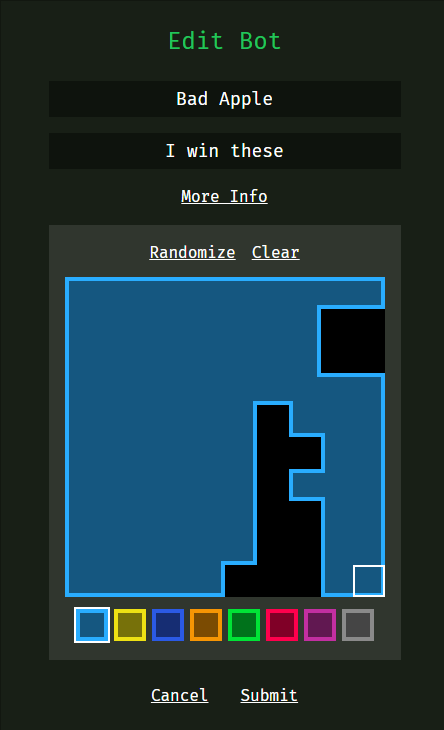 Edit Bot
Bad Apple
I win these
More Info
Randomize Clear
Cancel Submit